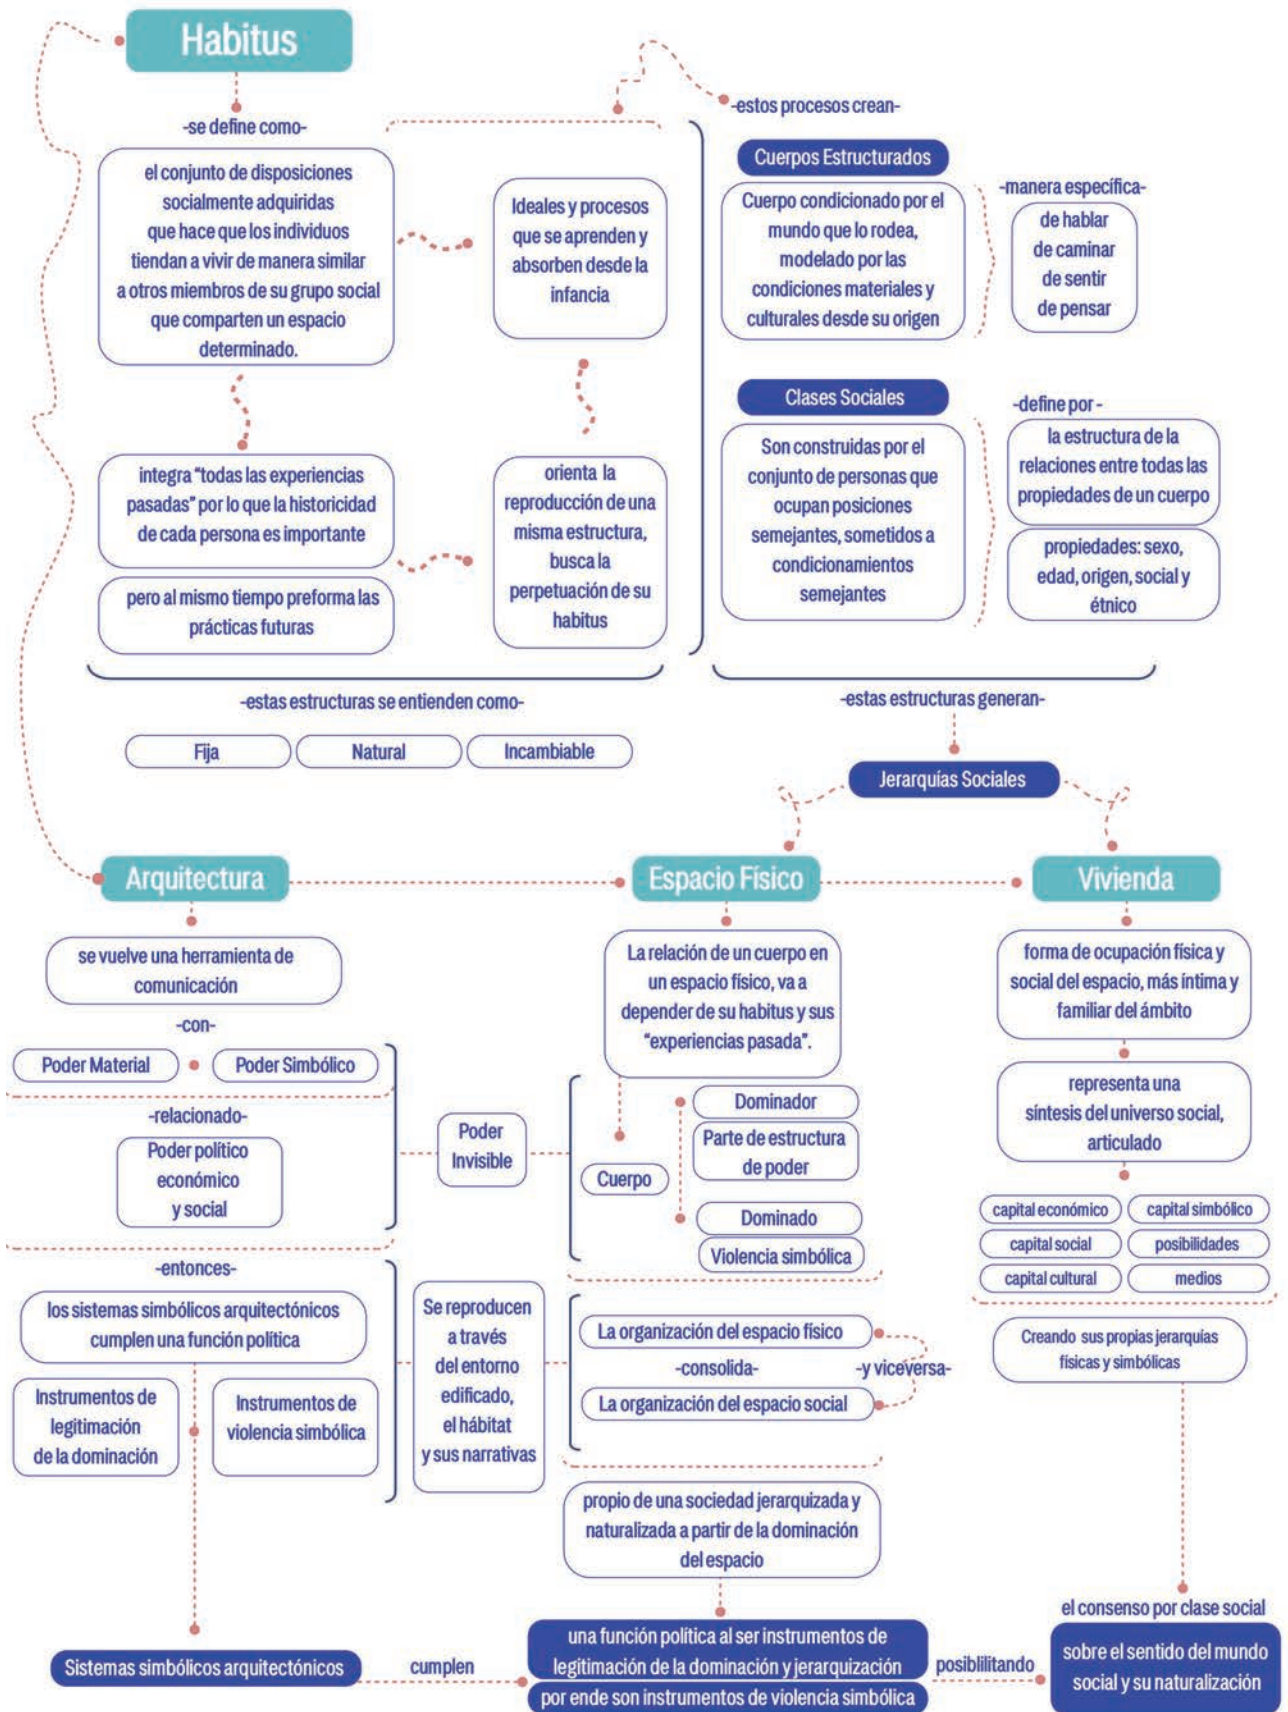 Habitus
-se define como-
el conjunto de disposiciones
socialmente adquiridas
que hace que los individuos
tiendan a vivir de manera similar
a otros miembros de su grupo social
que comparten un espacio
determinado.
Ideales y procesos
que se aprenden y
absorben desde la
infancia
integra “todas las experiencias
pasadas” por lo que la historicidad
de cada persona es importante
pero al mismo tiempo preforma las
prácticas futuras
orienta la
reproducción de una
misma estructura,
busca la
perpetuación de su
habitus
-estas estructuras se entienden como-
Fija
Natural
Incambiable
-estos procesos crean-
Cuerpos Estructurados
Cuerpo condicionado por el
mundo que lo rodea,
modelado por las
condiciones materiales y
culturales desde su origen
-manera específica-
de hablar
de caminar
de sentir
de pensar
Clases Sociales
Son construidas por el
conjunto de personas que
ocupan posiciones
semejantes, sometidos a
condicionamientos
semejantes
-define por -
la estructura de la
relaciones entre todas las
propiedades de un cuerpo
propiedades: sexo,
edad, origen, social y
étnico
-estas estructuras generan-
Jerarquías Sociales
Arquitectura
se vuelve una herramienta de
comunicación
-con-
Poder Material
Poder Simbólico
-relacionado-
Poder político
económico
y social
Poder
Invisible
-entonces-
los sistemas simbólicos arquitectónicos
cumplen una función política
Instrumentos de
legitimación
de la dominación
Instrumentos de
violencia simbólica
Se reproducen
a través
del entorno
edificado,
el hábitat
y sus narrativas
Espacio Físico
La relación de un cuerpo en
un espacio físico, va a
depender de su habitus y sus
“experiencias pasada”.
Cuerpo
Dominador
Parte de estructura
de poder
Dominado
Violencia simbólica
La organización del espacio físico
-consolida-
-y viceversa-
La organización del espacio social
propio de una sociedad jerarquizada y
naturalizada a partir de la dominación
del espacio
Vivienda
forma de ocupación física y
social del espacio, más íntima y
familiar del ámbito
representa una
síntesis del universo social,
articulado
capital económico
capital simbólico
capital social
posibilidades
capital cultural
medios
Creando sus propias jerarquías
físicas y simbólicas
Sistemas simbólicos arquitectónicos
cumplen
una función política al ser instrumentos de
legitimación de la dominación y jerarquización
por ende son instrumentos de violencia simbólica
posiblilitando
el consenso por clase social
sobre el sentido del mundo
social y su naturalización